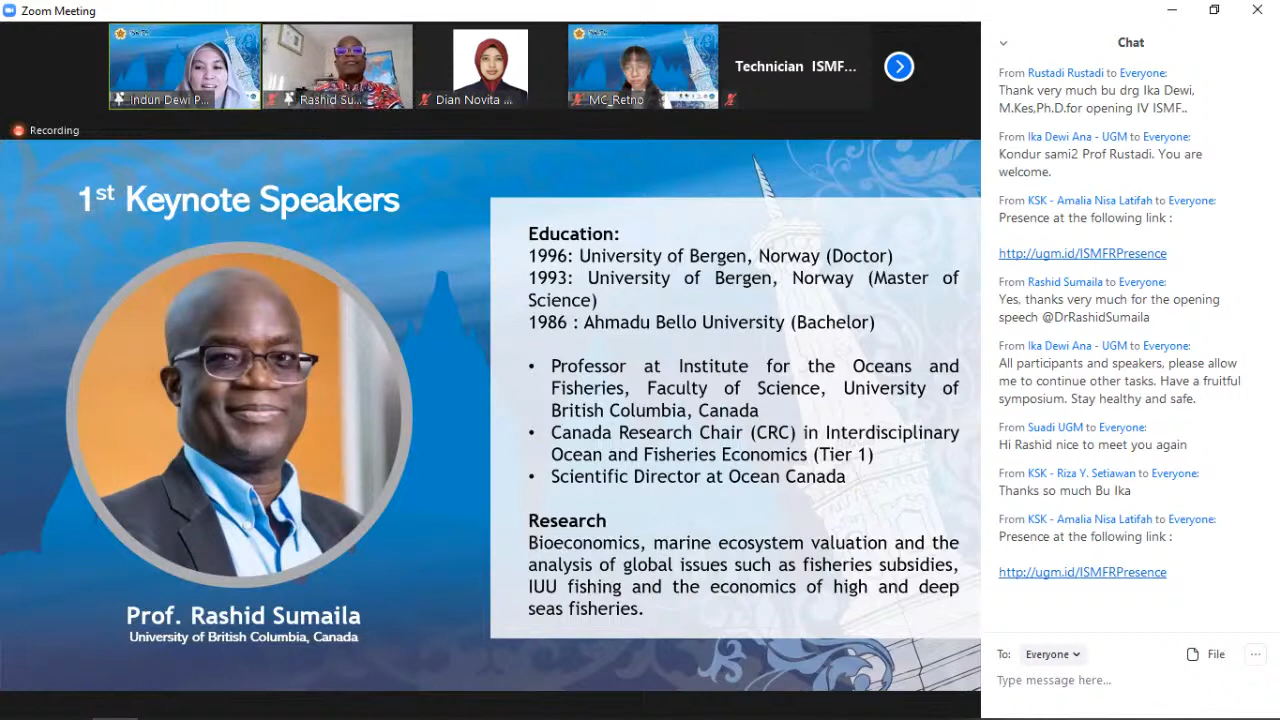 Zoom Meeting
Indun Dewi P...
Rashid Su...
Dian Novita ...
MC_Retno
Technician ISMF...
Recording
1st Keynote Speakers
Education:
1996: University of Bergen, Norway (Doctor)
1993: University of Bergen, Norway (Master of
Science)
1986 : Ahmadu Bello University (Bachelor)
• Professor at Institute for the Oceans and
Fisheries, Faculty of Science, University of
British Columbia, Canada
• Canada Research Chair (CRC) in Interdisciplinary
Ocean and Fisheries Economics (Tier 1)
• Scientific Director at Ocean Canada
Research
Bioeconomics, marine ecosystem valuation and the
analysis of global issues such as fisheries subsidies,
IUU fishing and the economics of high and deep
seas fisheries.
Prof. Rashid Sumaila
University of British Columbia, Canada
Chat
From Rustadi Rustadi to Everyone:
Thank very much bu drg Ika Dewi,
M.Kes,Ph.D.for opening IV ISMF..
From Ika Dewi Ana - UGM to Everyone:
Kondur sami2 Prof Rustadi. You are
welcome.
From KSK - Amalia Nisa Latifah to Everyone:
Presence at the following link :
http://ugm.id/ISMFRPresence
From Rashid Sumaila to Everyone:
Yes, thanks very much for the opening
speech @DrRashidSumaila
From Ika Dewi Ana - UGM to Everyone:
All participants and speakers, please allow
me to continue other tasks. Have a fruitful
symposium. Stay healthy and safe.
From Suadi UGM to Everyone:
Hi Rashid nice to meet you again
From KSK - Riza Y. Setiawan to Everyone:
Thanks so much Bu Ika
From KSK - Amalia Nisa Latifah to Everyone:
Presence at the following link :
http://ugm.id/ISMFRPresence
To: Everyone File
Type message here...